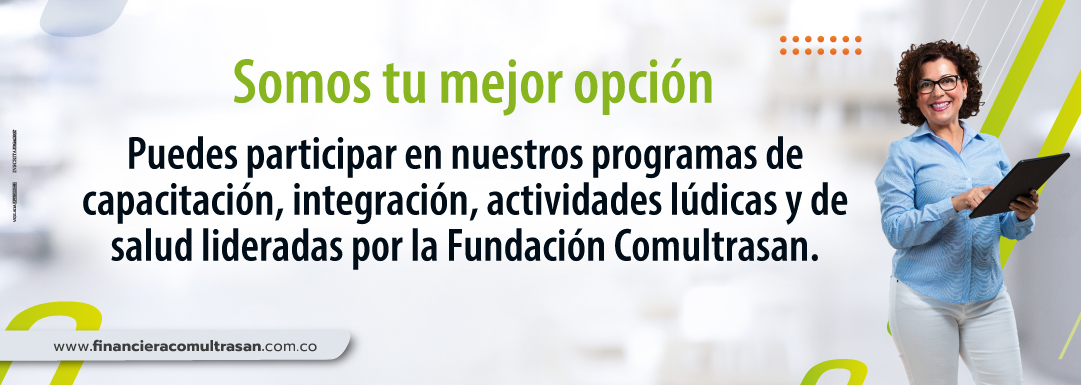 Somos tu mejor opción
Puedes participar en nuestros programas de
capacitación, integración, actividades lúdicas y de
salud lideradas por la Fundación Comultrasan.
www.financieracomultrasan.com.co